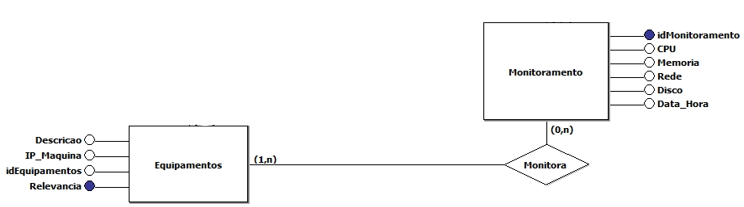 idMonitoramento
CPU
Memoria
Rede
Disco
Data_Hora
Monitoramento
(0,n)
Descricao
IP_Maquina
idEquipamentos
Relevancia
Equipamentos
(1,n)
Monitora